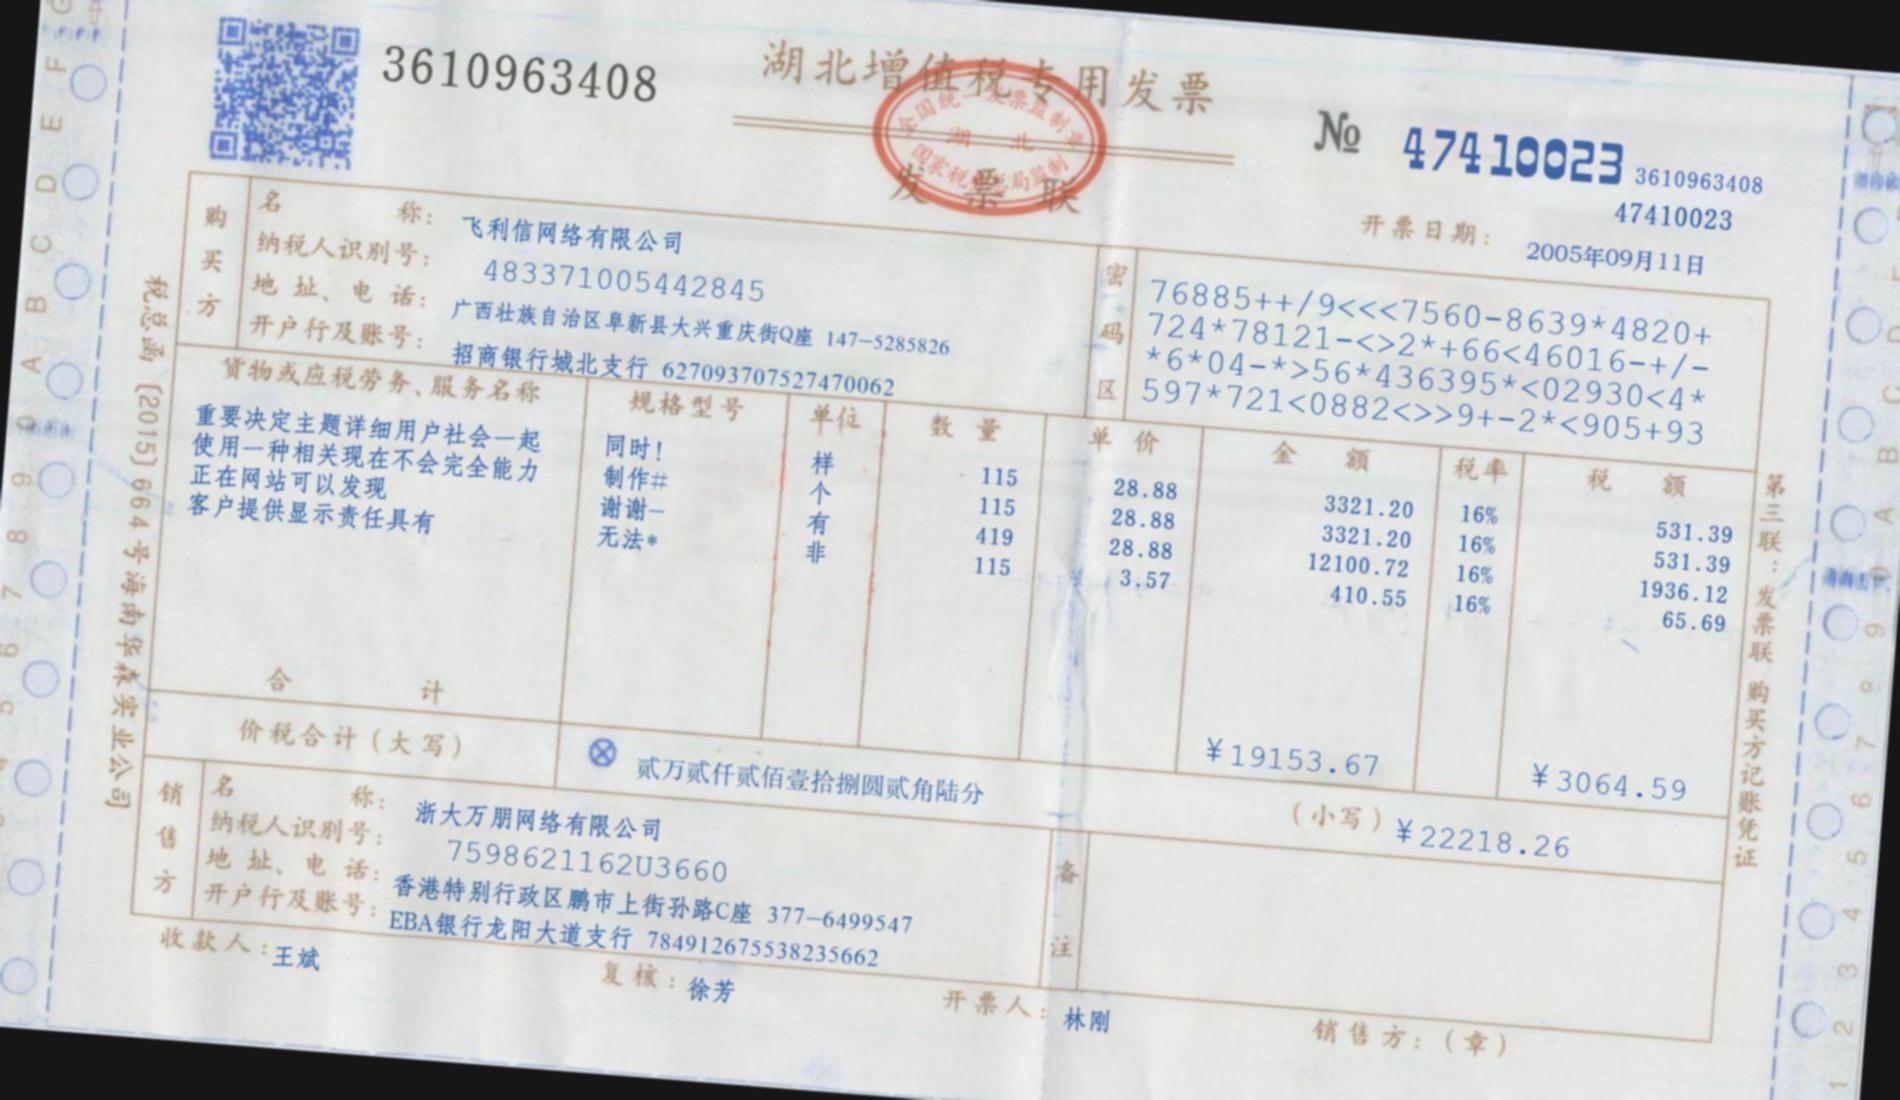 3610963408
湖北增值税专用发票
全国统一发票监制章
湖北
国家税务总局监制
发票联
№ 47410023
3610963408
47410023
开票日期: 2005年09月11日
购买方
名称: 飞利信网络有限公司
纳税人识别号: 483371005442845
地址、电话: 广西壮族自治区阜新县大兴重庆街Q座 147-5285826
开户行及账号: 招商银行城北支行 6270937075274700​62
密码区
76885++/9<<<7560-8639*4820+
724*78121-<>2*+66<46016-+/-
*6*04-*>56*436395*<02930<4*
597*721<0882<>>9+-2*<905+93
货物或应税劳务、服务名称 规格型号 单位 数量 单价 金额 税率 税额
重要决定主题详细用户社会一起 同时! 样 115 28.88 3321.20 16% 531.39
使用一种相关现在不会完全能力 制作# 个 115 28.88 3321.20 16% 531.39
正在网站可以发现 谢谢- 有 419 28.88 12100.72 16% 1936.12
客户提供显示责任具有 无法* 非 115 3.57 410.55 16% 65.69
合计 ¥19153.67 ¥3064.59
价税合计(大写) ⊗ 贰万贰仟贰佰壹拾捌圆贰角陆分 (小写) ¥22218.26
销售方
名称: 浙大万朋网络有限公司
纳税人识别号: 7598621162U3660
地址、电话: 香港特别行政区鹏市上街孙路C座 377-6499547
开户行及账号: EBA银行龙阳大道支行 784912675538235662
备注
收款人: 王斌 复核: 徐芳 开票人: 林刚 销售方:(章)
税总函〔2015〕664号海南华森实业公司
第三联:发票联 购买方记账凭证